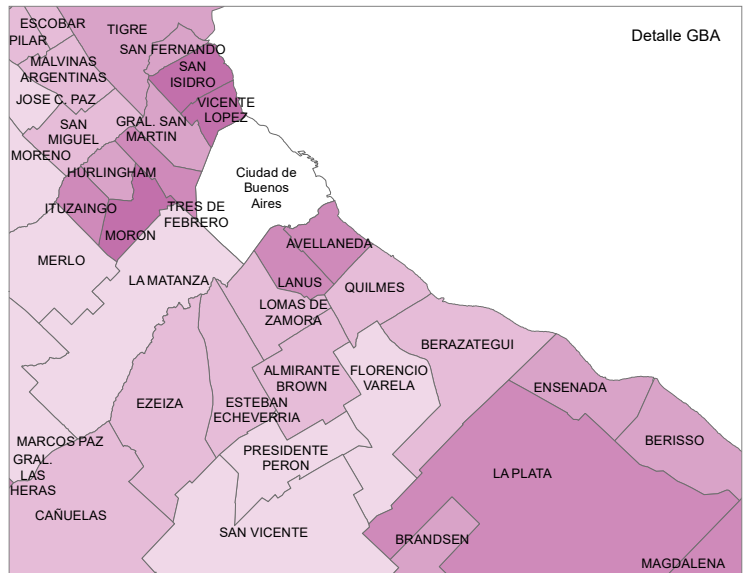 Detalle GBA
ESCOBAR
TIGRE
PILAR
SAN FERNANDO
MALVINAS
ARGENTINAS
SAN
ISIDRO
JOSE C. PAZ
VICENTE
LOPEZ
SAN
MIGUEL
GRAL. SAN
MARTIN
MORENO
HURLINGHAM
Ciudad de
Buenos
Aires
ITUZAINGO
TRES DE
FEBRERO
MORON
AVELLANEDA
MERLO
LA MATANZA
LANUS
QUILMES
LOMAS DE
ZAMORA
BERAZATEGUI
ALMIRANTE
BROWN
FLORENCIO
VARELA
ENSENADA
EZEIZA
ESTEBAN
ECHEVERRIA
MARCOS PAZ
PRESIDENTE
PERON
BERISSO
GRAL.
LAS
HERAS
LA PLATA
CAÑUELAS
SAN VICENTE
BRANDSEN
MAGDALENA